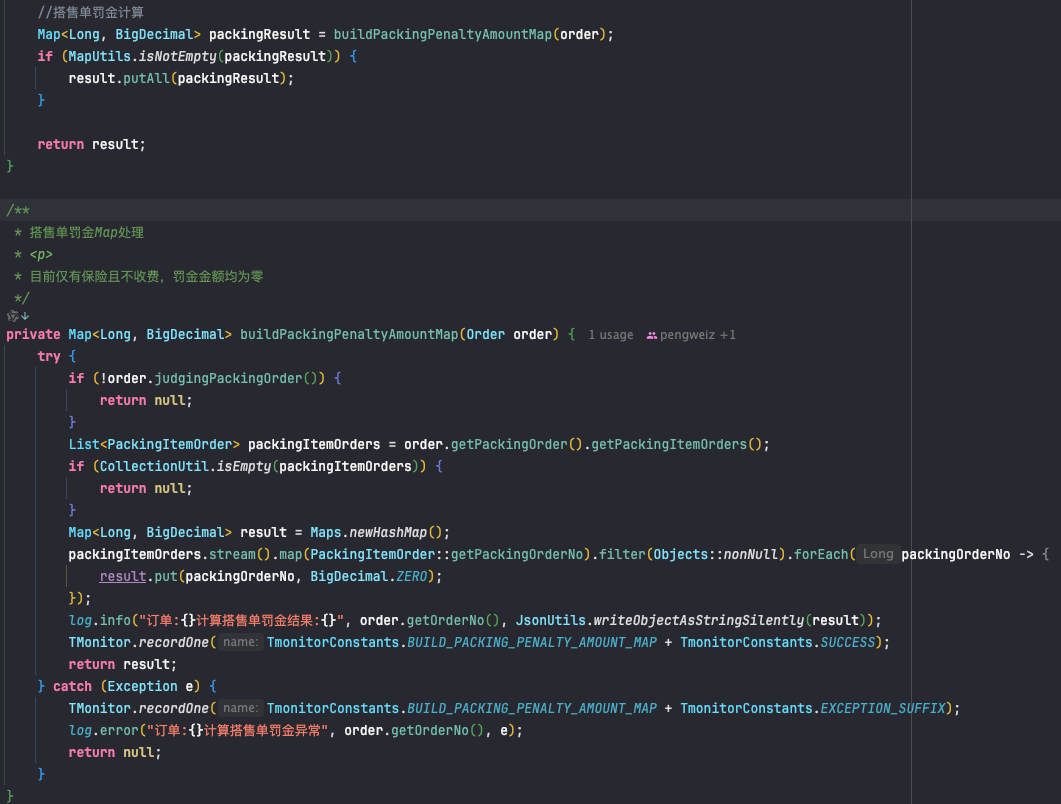 //搭售单罚金计算
Map<Long, BigDecimal> packingResult = buildPackingPenaltyAmountMap(order);
if (MapUtils.isNotEmpty(packingResult)) {
result.putAll(packingResult);
}
return result;
}
/**
* 搭售单罚金Map处理
* <p>
* 目前仅有保险且不收费，罚金金额均为零
*/
private Map<Long, BigDecimal> buildPackingPenaltyAmountMap(Order order) { 1 usage pengweiz +1
try {
if (!order.judgingPackingOrder()) {
return null;
}
List<PackingItemOrder> packingItemOrders = order.getPackingOrder().getPackingItemOrders();
if (CollectionUtil.isEmpty(packingItemOrders)) {
return null;
}
Map<Long, BigDecimal> result = Maps.newHashMap();
packingItemOrders.stream().map(PackingItemOrder::getPackingOrderNo).filter(Objects::nonNull).forEach( Long packingOrderNo -> {
result.put(packingOrderNo, BigDecimal.ZERO);
});
log.info("订单:{}计算搭售单罚金结果:{}", order.getOrderNo(), JsonUtils.writeObjectAsStringSilently(result));
TMonitor.recordOne( name: TmonitorConstants.BUILD_PACKING_PENALTY_AMOUNT_MAP + TmonitorConstants.SUCCESS);
return result;
} catch (Exception e) {
TMonitor.recordOne( name: TmonitorConstants.BUILD_PACKING_PENALTY_AMOUNT_MAP + TmonitorConstants.EXCEPTION_SUFFIX);
log.error("订单:{}计算搭售单罚金异常", order.getOrderNo(), e);
return null;
}
}